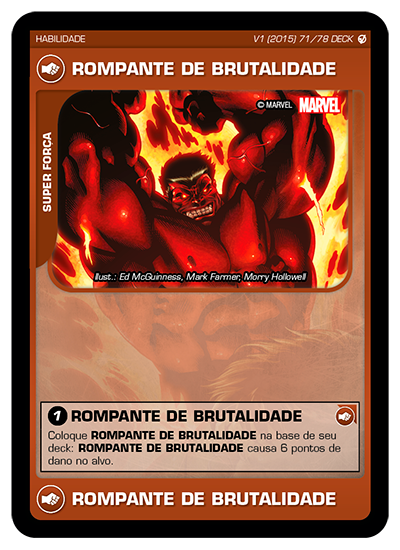 HABILIDADE V1 (2015) 71/78 DECK
ROMPANTE DE BRUTALIDADE
© MARVEL MARVEL
SUPER FORÇA
Ilust.: Ed McGuinness, Mark Farmer, Morry Hollowell
1 ROMPANTE DE BRUTALIDADE
Coloque ROMPANTE DE BRUTALIDADE na base de seu
deck: ROMPANTE DE BRUTALIDADE causa 6 pontos de
dano no alvo.
ROMPANTE DE BRUTALIDADE